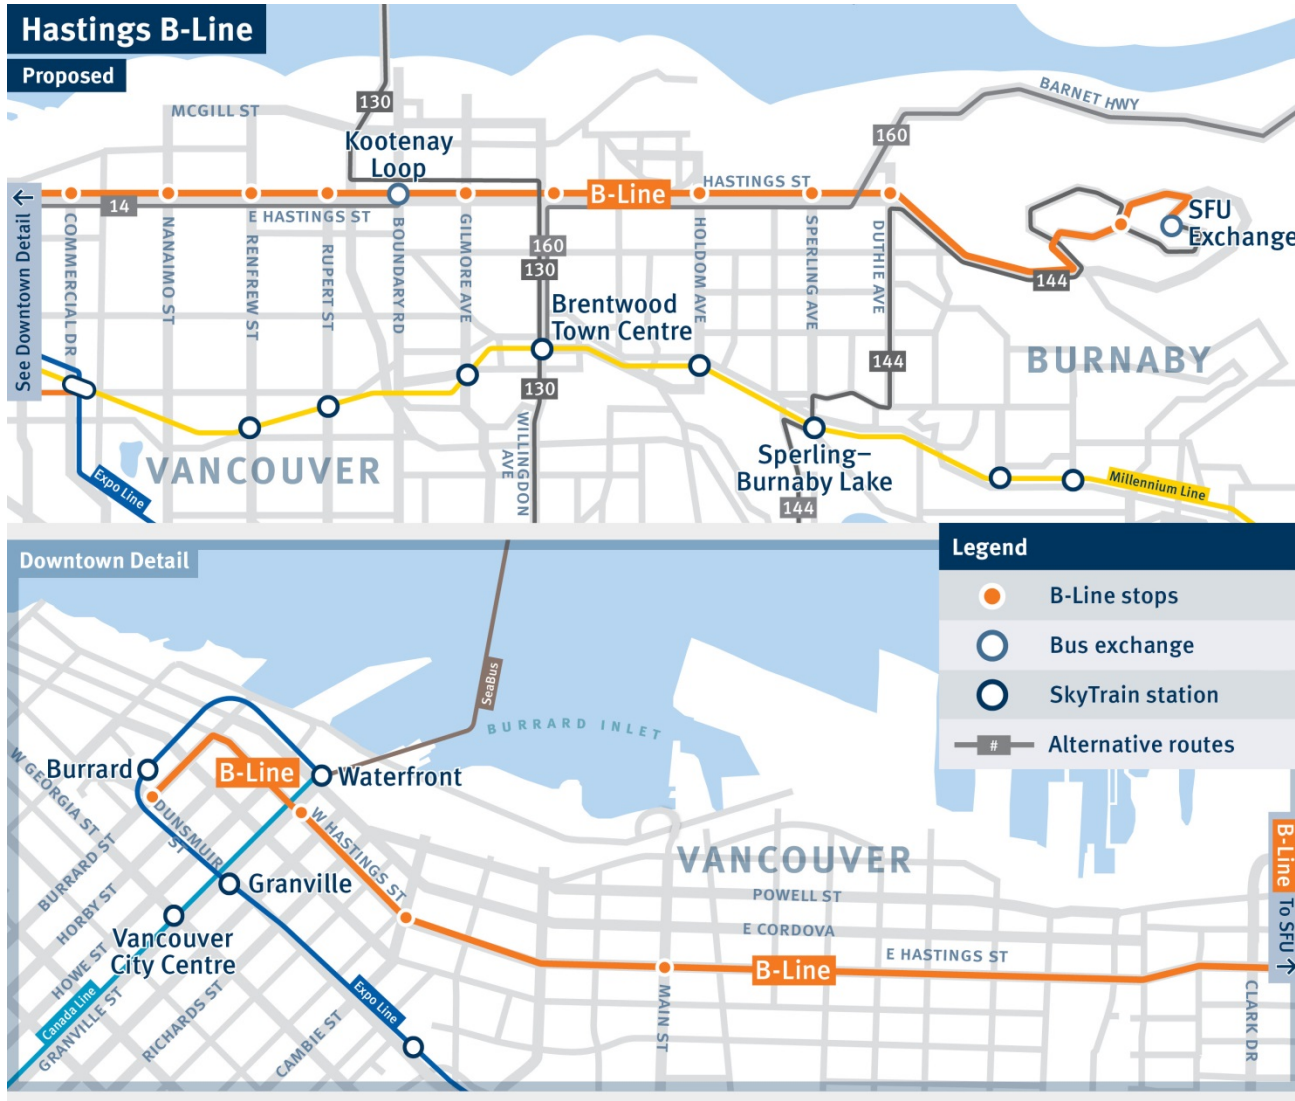 Hastings B-Line
Proposed
MCGILL ST
130
BARNET HWY
160
Kootenay
Loop
HASTINGS ST
B-Line
14
E HASTINGS ST
See Downtown Detail
COMMERCIAL DR
NANAIMO ST
RENFREW ST
RUPERT ST
BOUNDARY RD
GILMORE AVE
160
130
HOLDOM AVE
SPERLING AVE
DUTHIE AVE
SFU
Exchange
144
Brentwood
Town Centre
BURNABY
144
130
WILLINGDON
AVE
VANCOUVER
Expo Line
Sperling–
Burnaby Lake
144
Millennium Line
Downtown Detail
Legend
B-Line stops
Bus exchange
SkyTrain station
# Alternative routes
SeaBus
BURRARD INLET
Burrard
B-Line
Waterfront
W GEORGIA ST
DUNSMUIR
ST
W HASTINGS ST
BURRARD ST
HORBY ST
HOWE ST
GRANVILLE ST
RICHARDS ST
CAMBIE ST
Granville
Vancouver
City Centre
Canada Line
Expo Line
VANCOUVER
POWELL ST
E CORDOVA
E HASTINGS ST
B-Line
MAIN ST
CLARK DR
B-Line
To SFU